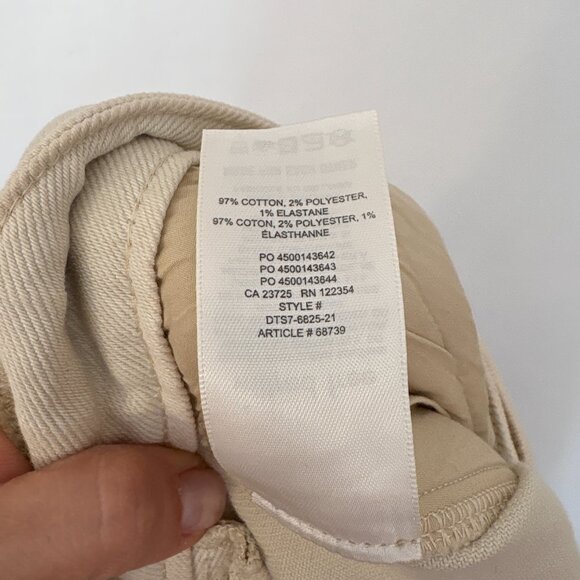 97% COTTON, 2% POLYESTER,
1% ELASTANE
97% COTON, 2% POLYESTER, 1%
ÉLASTHANNE
PO 4500143642
PO 4500143643
PO 4500143644
CA 23725 RN 122354
STYLE #
DTS7-6825-21
ARTICLE # 68739